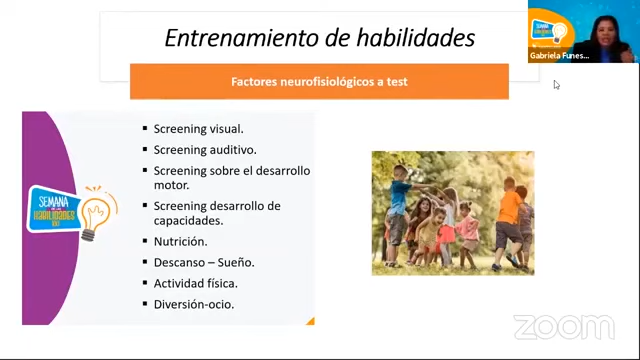 Entrenamiento de habilidades
Gabriela Funes...
Factores neurofisiológicos a test
▪ Screening visual.
▪ Screening auditivo.
▪ Screening sobre el desarrollo
motor.
▪ Screening desarrollo de
capacidades.
▪ Nutrición.
▪ Descanso – Sueño.
▪ Actividad física.
▪ Diversión-ocio.
SEMANA
HABILIDADES
zoom